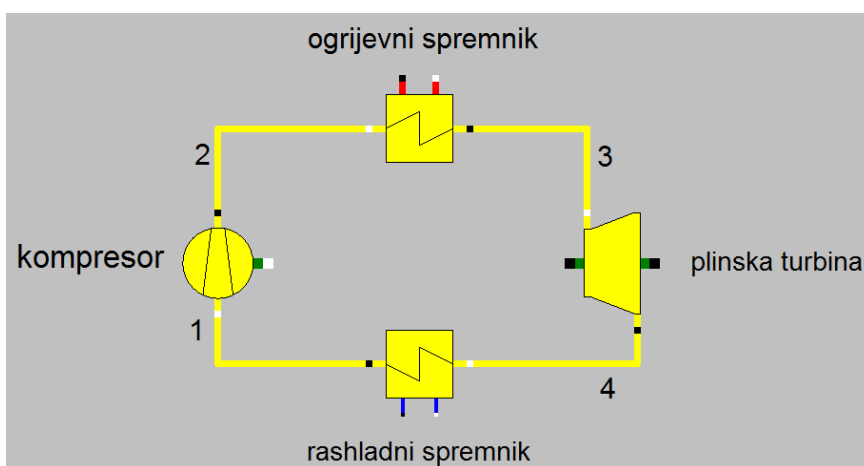 ogrijevni spremnik
2
3
kompresor
plinska turbina
1
4
rashladni spremnik